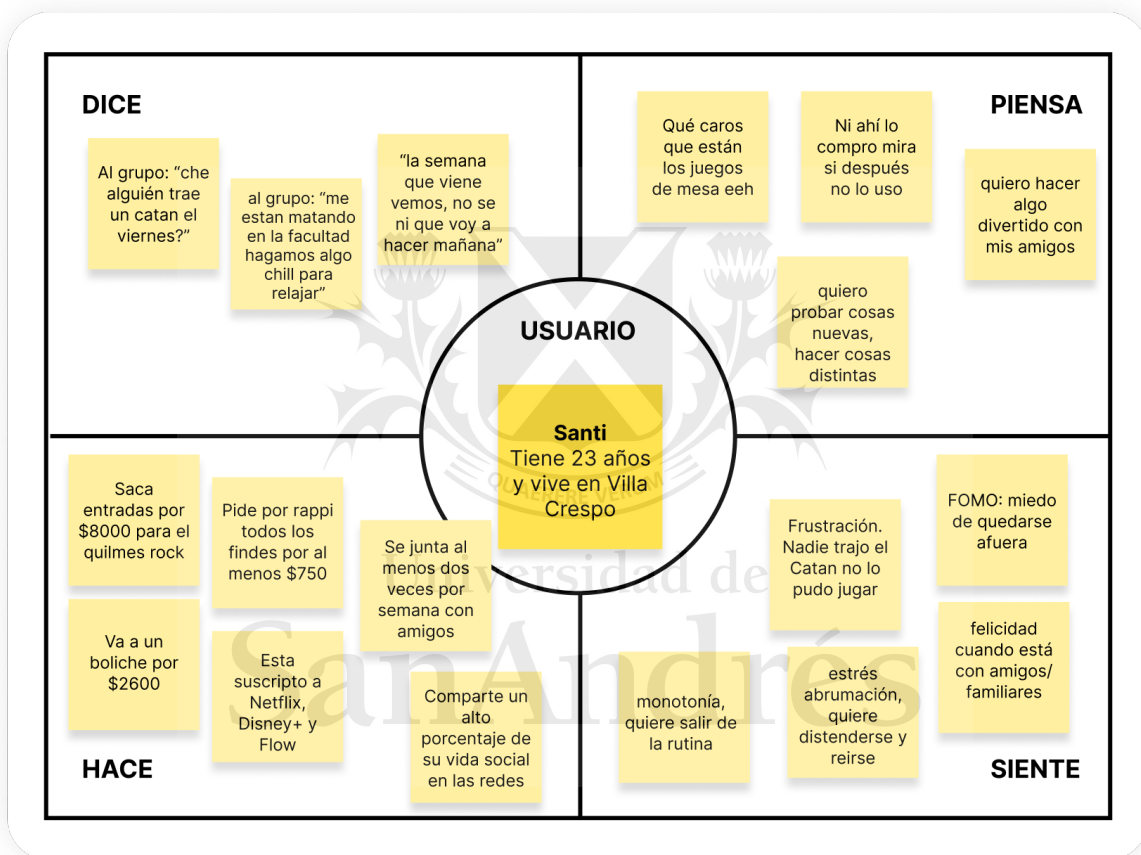 DICE
Al grupo: “che
alguién trae
un catan el
viernes?”
al grupo: “me
estan matando
en la facultad
hagamos algo
chill para
relajar”
“la semana
que viene
vemos, no se
ni que voy a
hacer mañana”
PIENSA
Qué caros
que están
los juegos
de mesa eeh
Ni ahí lo
compro mira
si después
no lo uso
quiero hacer
algo
divertido con
mis amigos
quiero
probar cosas
nuevas,
hacer cosas
distintas
USUARIO
Santi
Tiene 23 años
y vive en Villa
Crespo
HACE
Saca
entradas por
$8000 para el
quilmes rock
Pide por rappi
todos los
findes por al
menos $750
Se junta al
menos dos
veces por
semana con
amigos
Va a un
boliche por
$2600
Esta
suscripto a
Netflix,
Disney+ y
Flow
Comparte un
alto
porcentaje de
su vida social
en las redes
SIENTE
Frustración.
Nadie trajo el
Catan no lo
pudo jugar
FOMO: miedo
de quedarse
afuera
felicidad
cuando está
con amigos/
familiares
monotonía,
quiere salir de
la rutina
estrés
abrumación,
quiere
distenderse y
reirse
QUAERERE VERUM
Universidad de
SanAndrés